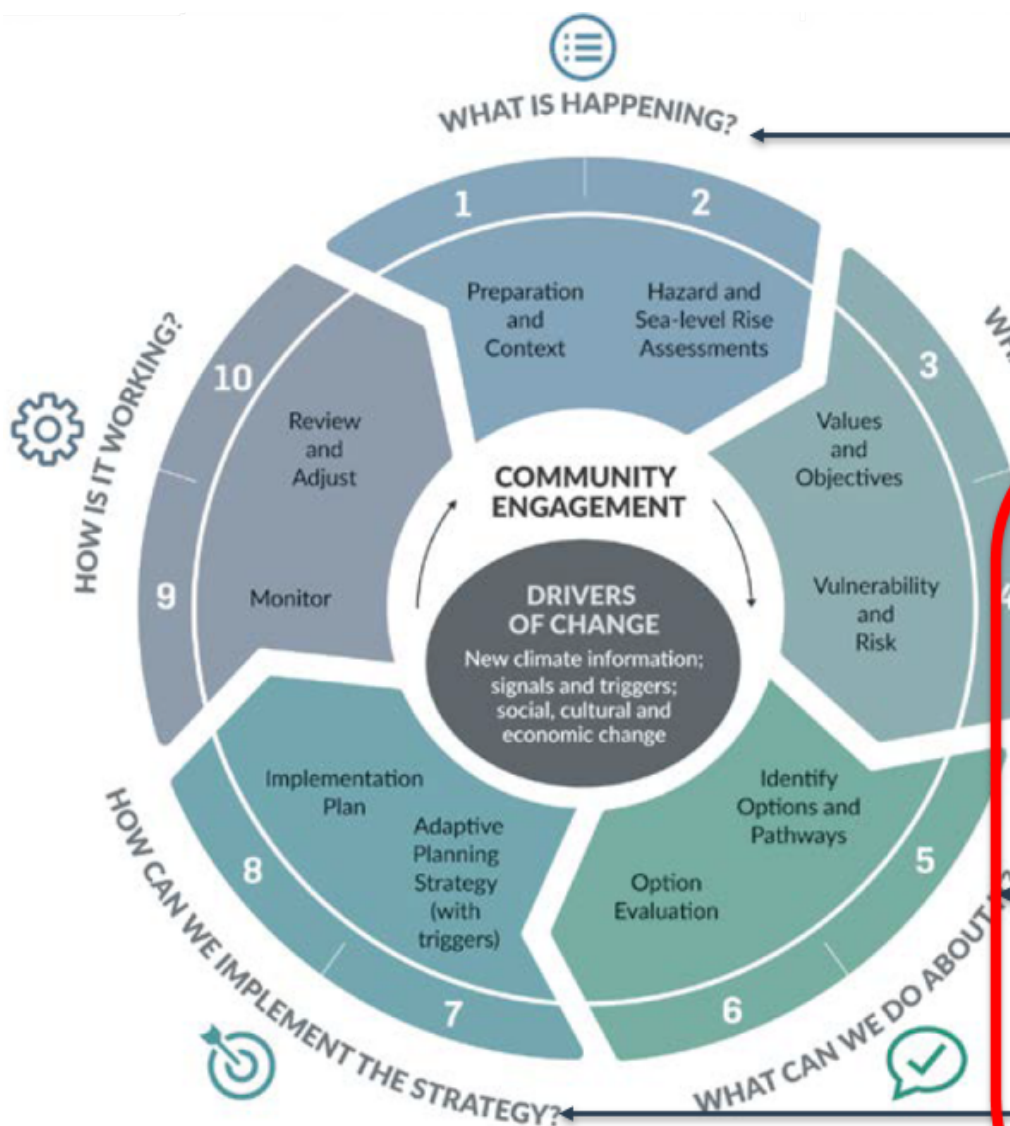 WHAT IS HAPPENING?
1
2
Preparation
and
Context
Hazard and
Sea-level Rise
Assessments
3
Values
and
Objectives
4
Vulnerability
and
Risk
5
Identify
Options and
Pathways
6
Option
Evaluation
WHAT CAN WE DO ABOUT
7
Adaptive
Planning
Strategy
(with
triggers)
8
Implementation
Plan
HOW CAN WE IMPLEMENT THE STRATEGY?
9
Monitor
10
Review
and
Adjust
HOW IS IT WORKING?
COMMUNITY
ENGAGEMENT
DRIVERS
OF CHANGE
New climate information;
signals and triggers;
social, cultural and
economic change